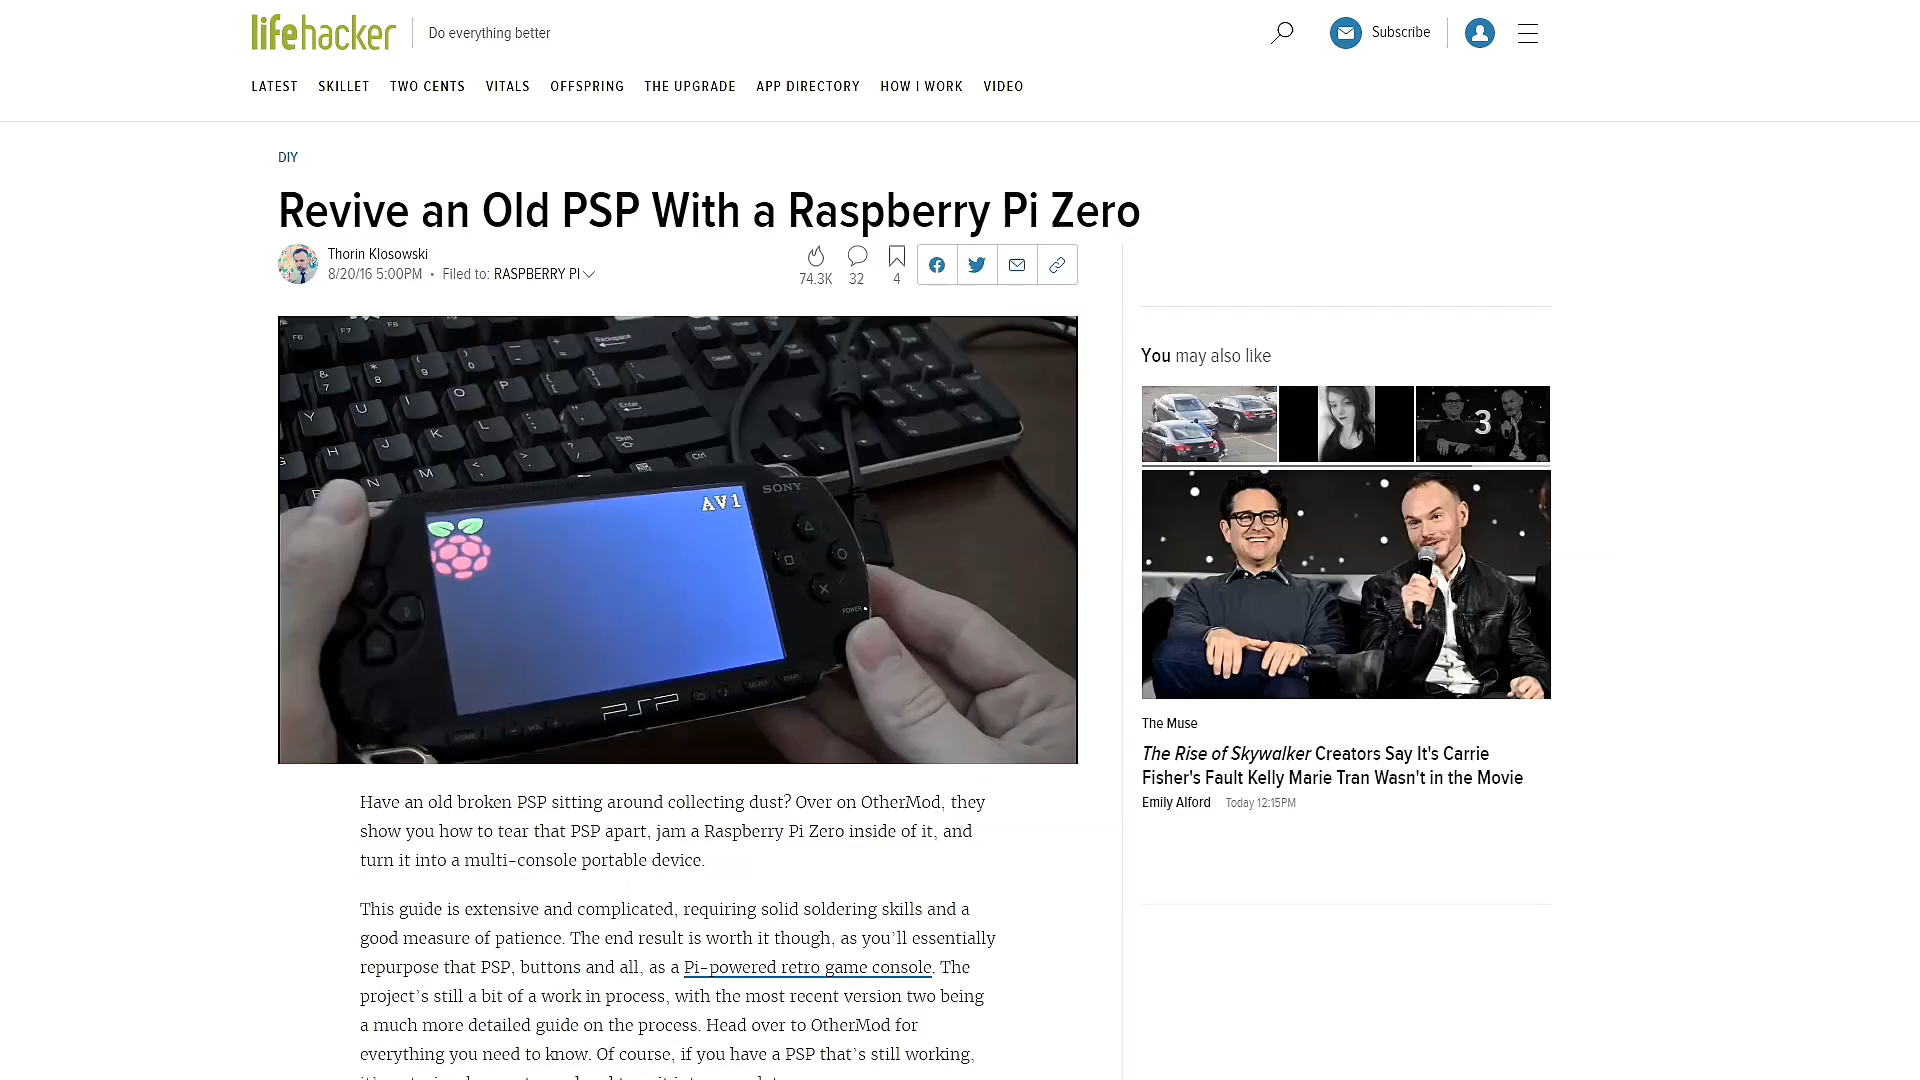 lifehacker
Do everything better
Subscribe
LATEST SKILLET TWO CENTS VITALS OFFSPRING THE UPGRADE APP DIRECTORY HOW I WORK VIDEO
DIY
Revive an Old PSP With a Raspberry Pi Zero
Thorin Klosowski
8/20/16 5:00PM • Filed to: RASPBERRY PI
74.3K 32 4
AV1
SONY
POWER
SELECT START
HOME VOL
PSP
Have an old broken PSP sitting around collecting dust? Over on OtherMod, they
show you how to tear that PSP apart, jam a Raspberry Pi Zero inside of it, and
turn it into a multi-console portable device.
This guide is extensive and complicated, requiring solid soldering skills and a
good measure of patience. The end result is worth it though, as you’ll essentially
repurpose that PSP, buttons and all, as a Pi-powered retro game console. The
project’s still a bit of a work in process, with the most recent version two being
a much more detailed guide on the process. Head over to OtherMod for
everything you need to know. Of course, if you have a PSP that’s still working,
You may also like
3
The Muse
The Rise of Skywalker Creators Say It's Carrie
Fisher's Fault Kelly Marie Tran Wasn't in the Movie
Emily Alford Today 12:15PM